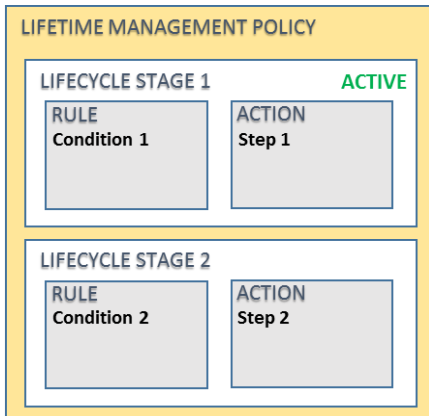 LIFETIME MANAGEMENT POLICY
LIFECYCLE STAGE 1 ACTIVE
RULE
Condition 1
ACTION
Step 1
LIFECYCLE STAGE 2
RULE
Condition 2
ACTION
Step 2